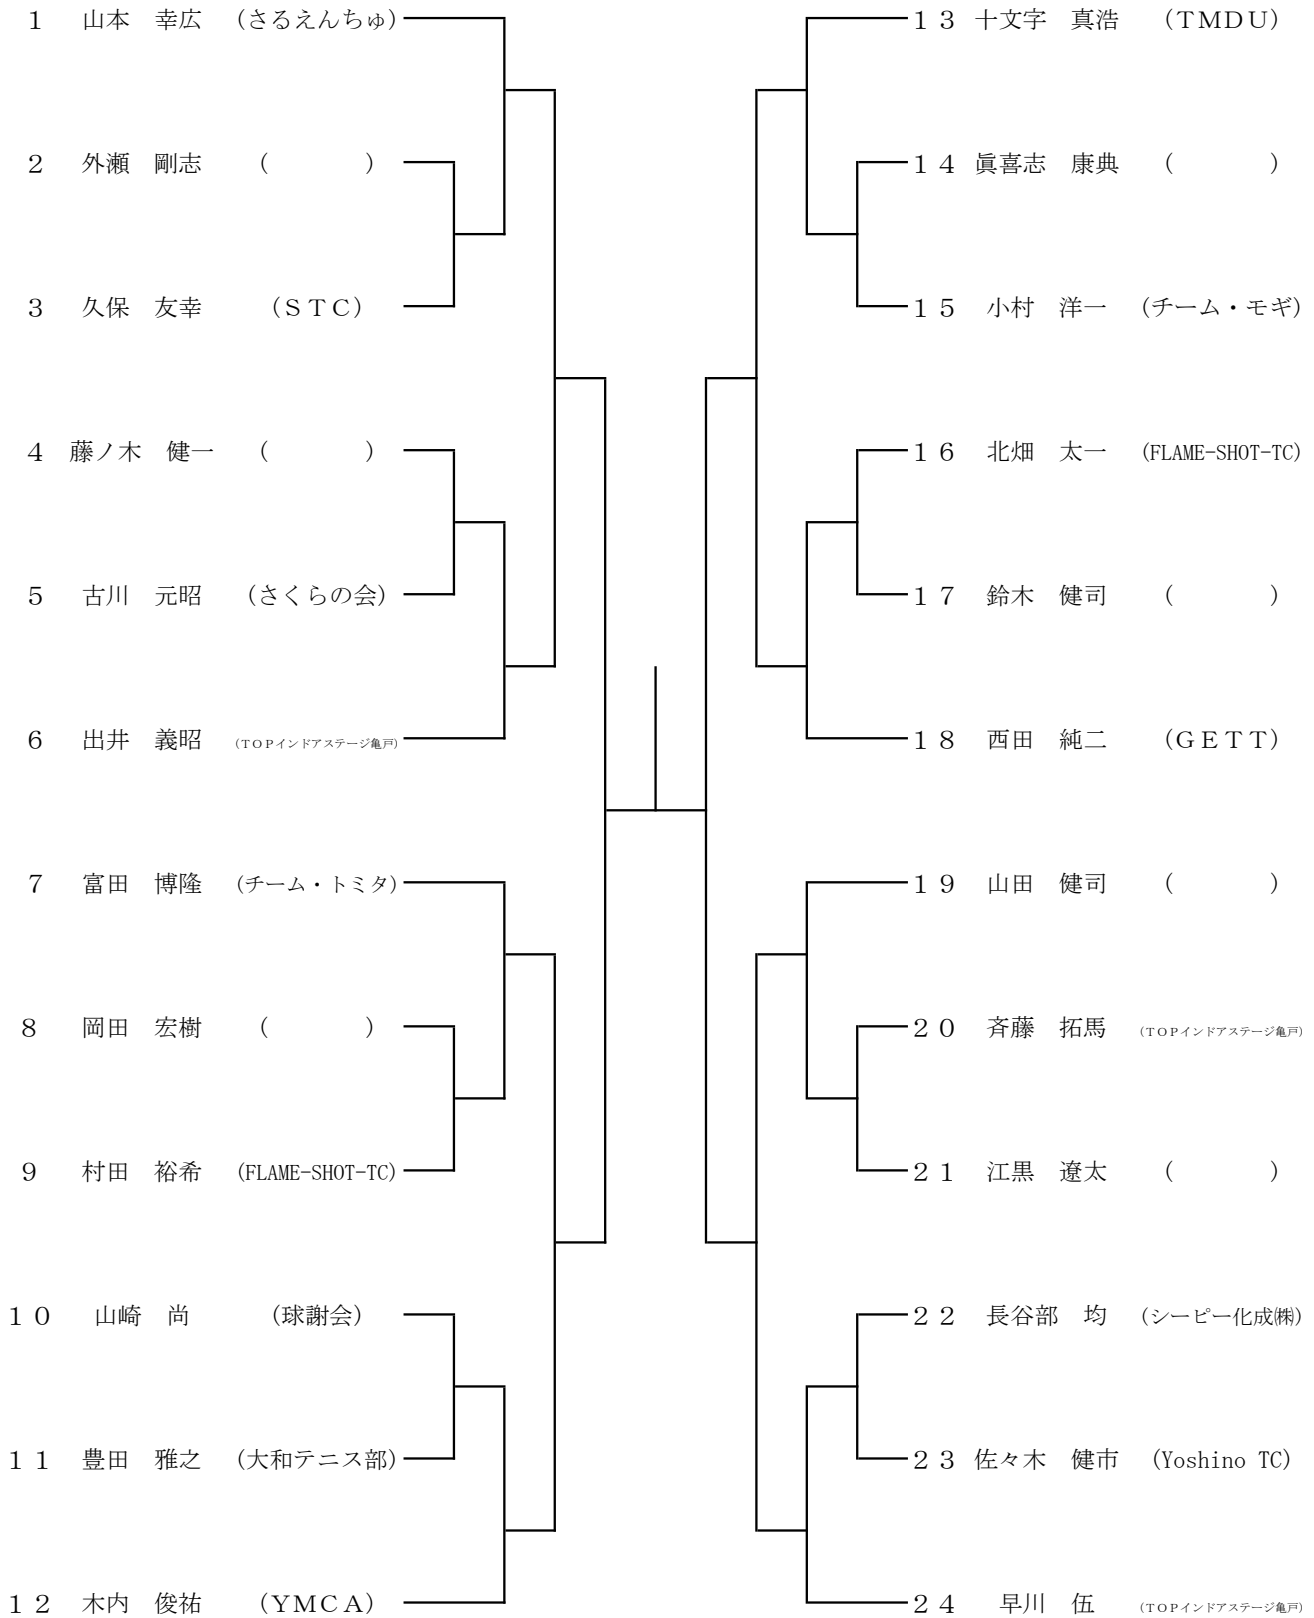 １　山本　幸広　（さるえんちゅ）
２　外瀬　剛志　（　　　　）
３　久保　友幸　（ＳＴＣ）
４　藤ノ木　健一　（　　　　）
５　古川　元昭　（さくらの会）
６　出井　義昭　（ＴＯＰインドアステージ亀戸）
７　富田　博隆　（チーム・トミタ）
８　岡田　宏樹　（　　　　）
９　村田　裕希　(FLAME-SHOT-TC)
１０　山崎　尚　（球謝会）
１１　豊田　雅之　（大和テニス部）
１２　木内　俊祐　（ＹＭＣＡ）
１３　十文字　真浩　（ＴＭＤＵ）
１４　眞喜志　康典　（　　　　）
１５　小村　洋一　（チーム・モギ）
１６　北畑　太一　(FLAME-SHOT-TC)
１７　鈴木　健司　（　　　　）
１８　西田　純二　（ＧＥＴＴ）
１９　山田　健司　（　　　　）
２０　斉藤　拓馬　（ＴＯＰインドアステージ亀戸）
２１　江黒　遼太　（　　　　）
２２　長谷部　均　（シーピー化成㈱）
２３　佐々木　健市　（Yoshino TC）
２４　早川　伍　（ＴＯＰインドアステージ亀戸）